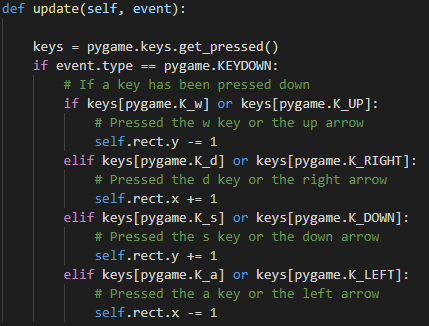 def update(self, event):
keys = pygame.keys.get_pressed()
if event.type == pygame.KEYDOWN:
# If a key has been pressed down
if keys[pygame.K_w] or keys[pygame.K_UP]:
# Pressed the w key or the up arrow
self.rect.y -= 1
elif keys[pygame.K_d] or keys[pygame.K_RIGHT]:
# Pressed the d key or the right arrow
self.rect.x += 1
elif keys[pygame.K_s] or keys[pygame.K_DOWN]:
# Pressed the s key or the down arrow
self.rect.y += 1
elif keys[pygame.K_a] or keys[pygame.K_LEFT]:
# Pressed the a key or the left arrow
self.rect.x -= 1